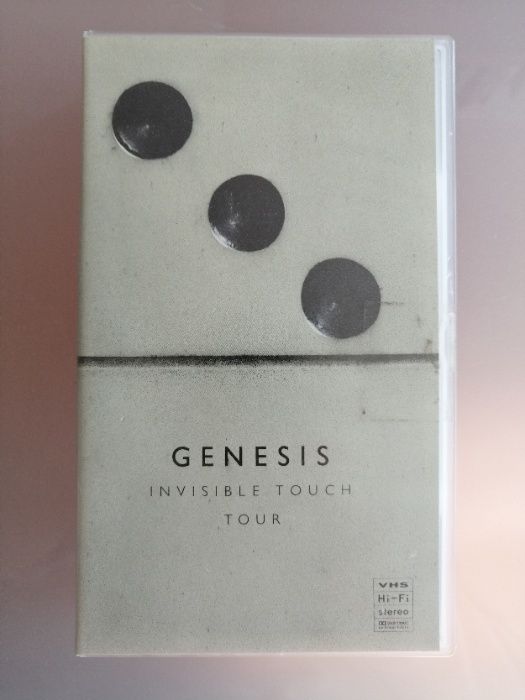 GENESIS
INVISIBLE TOUCH
TOUR
VHS
Hi-Fi
stereo